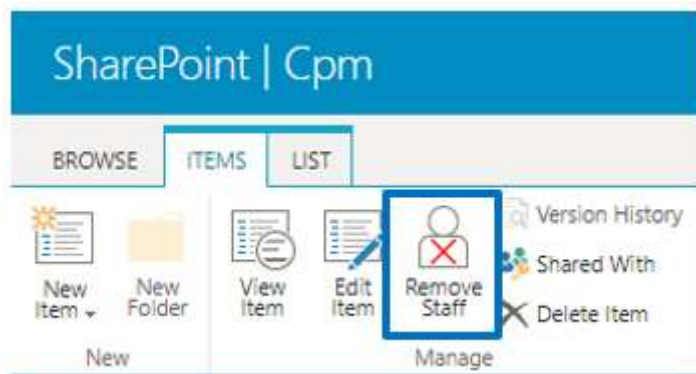 SharePoint | Cpm
BROWSE ITEMS LIST
New Item
New Folder
View Item
Edit Item
Remove Staff
Version History
Shared With
Delete Item
New
Manage